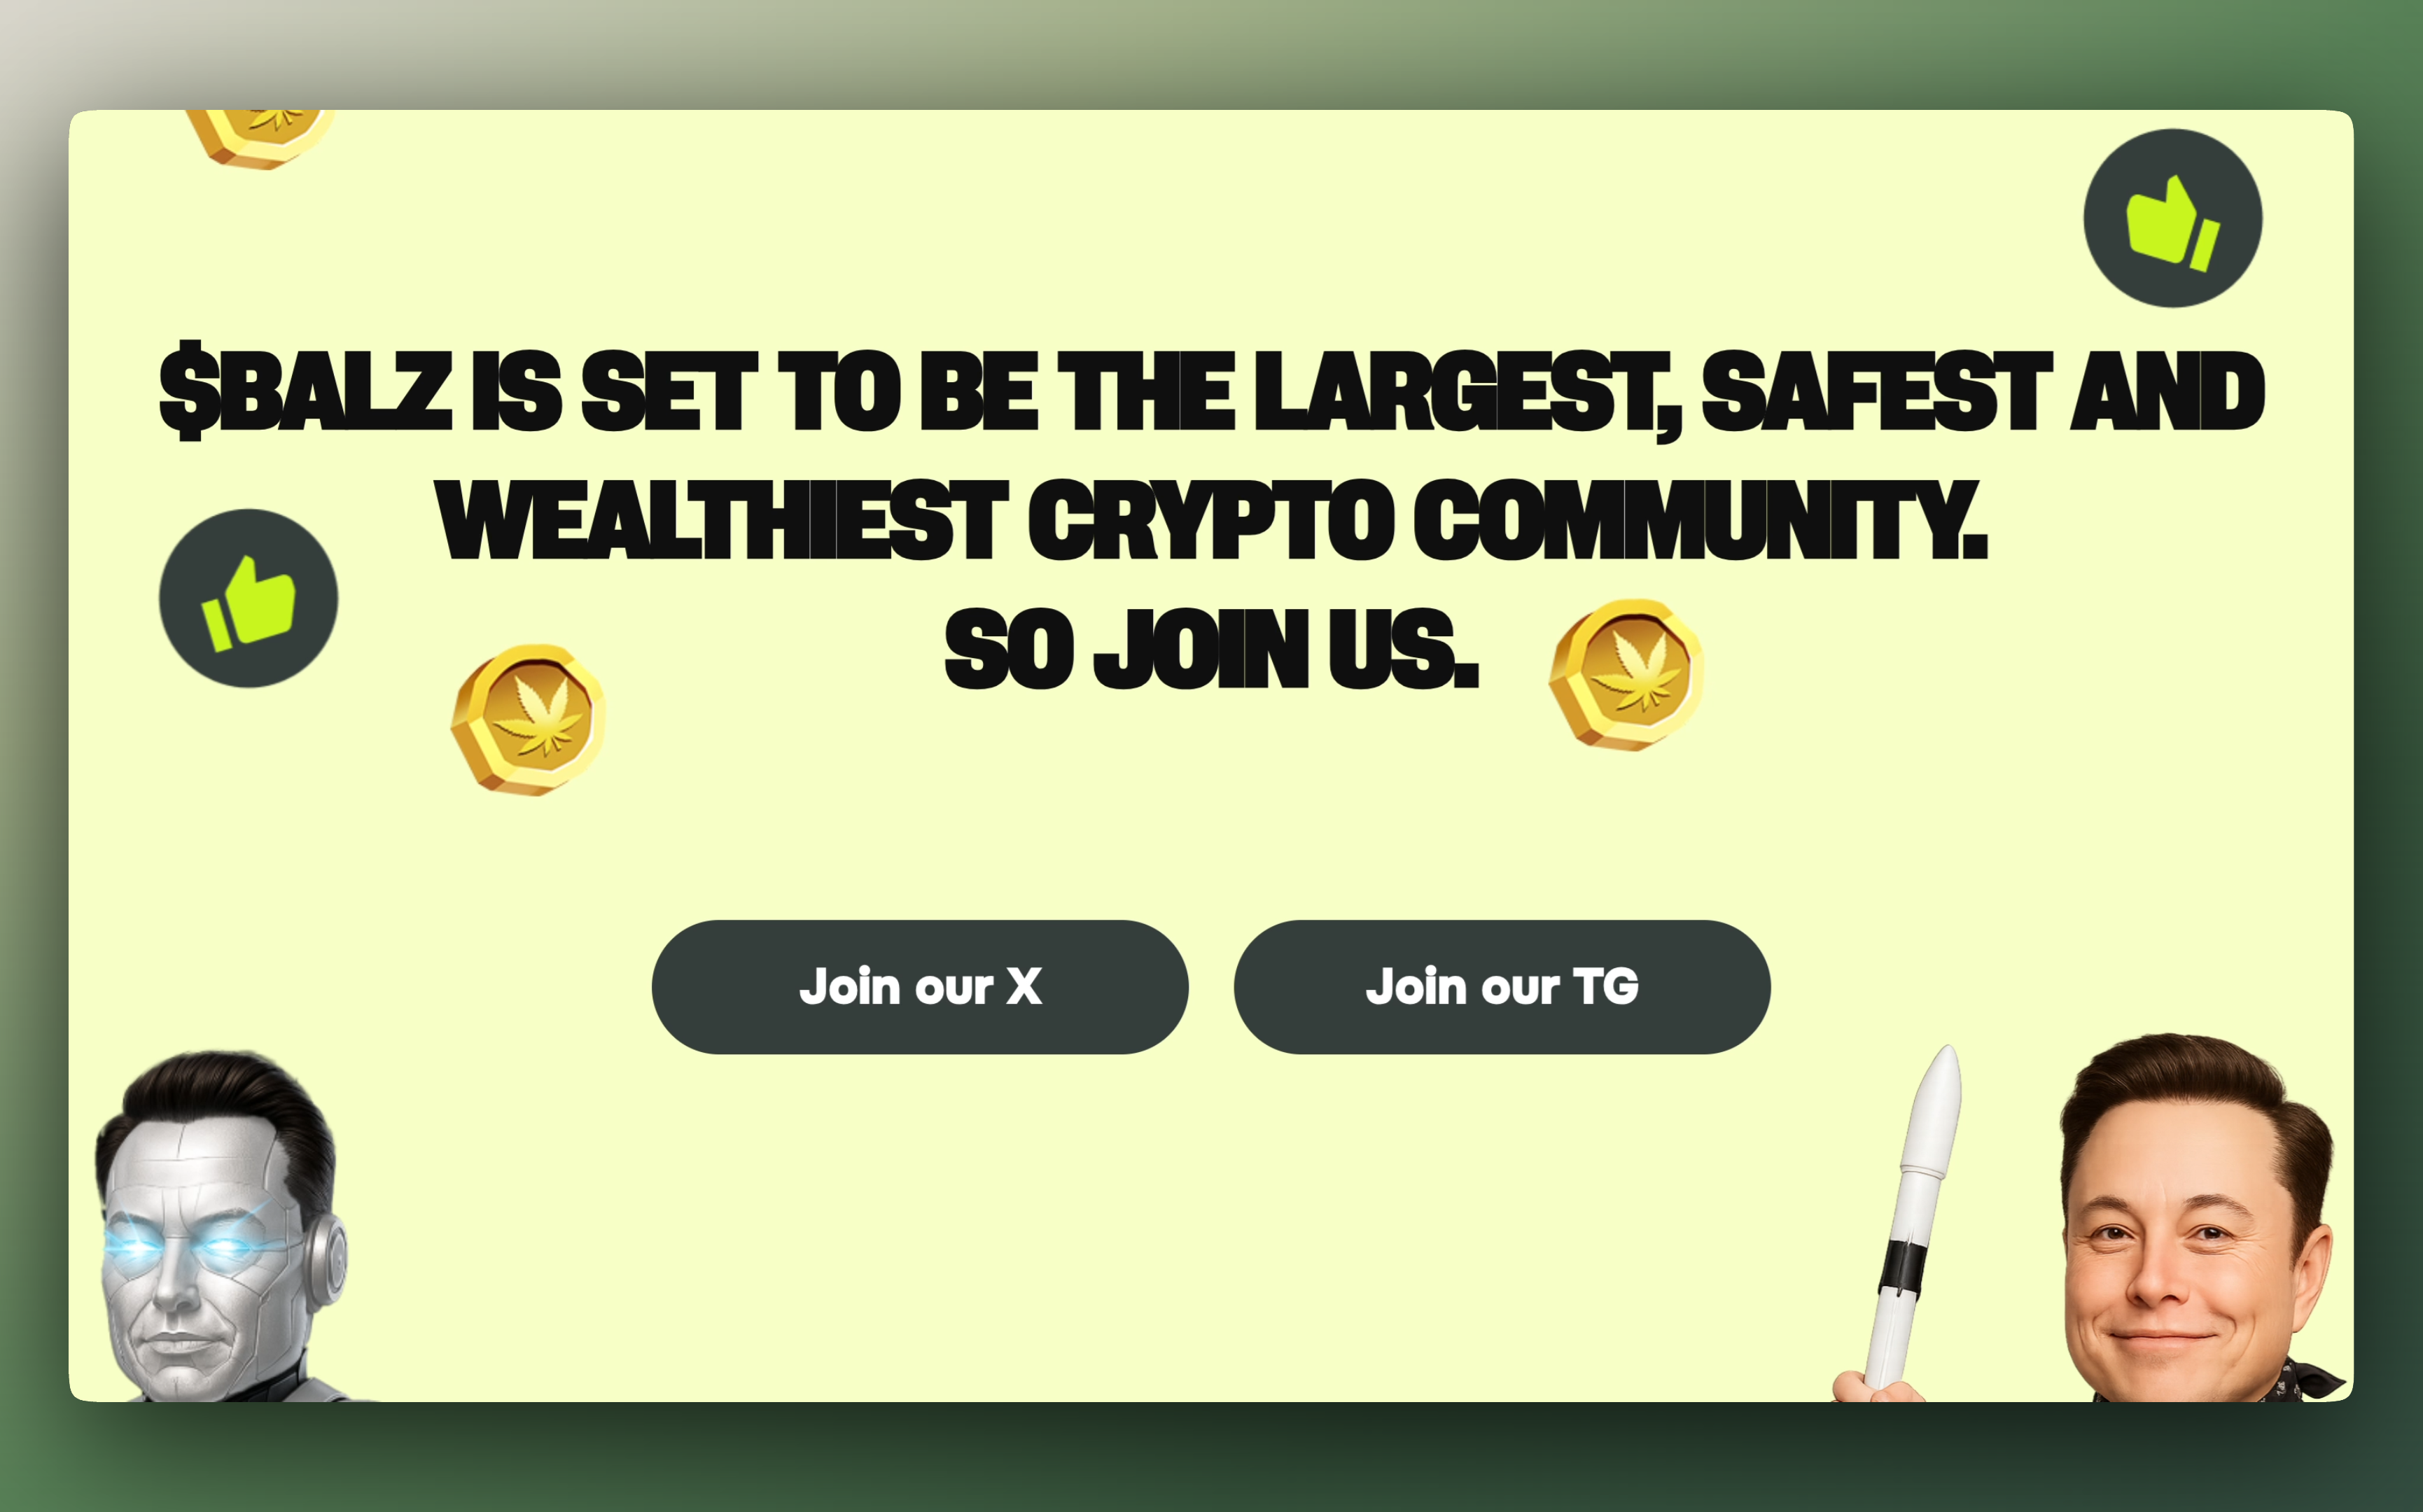 $BALZ IS SET TO BE THE LARGEST, SAFEST AND
WEALTHIEST CRYPTO COMMUNITY.
SO JOIN US.
Join our X
Join our TG